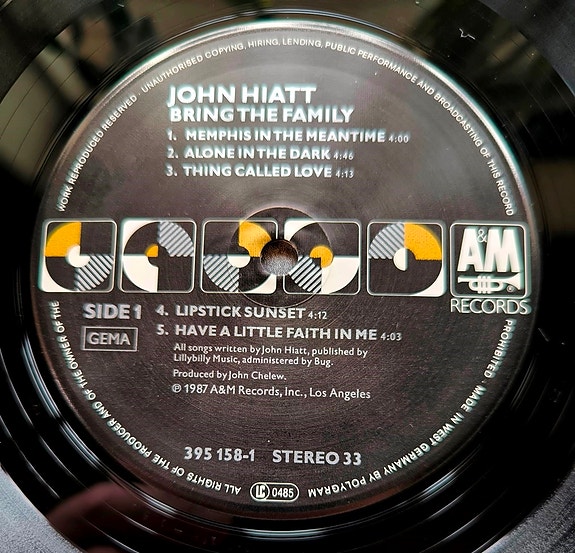 WORK REPRODUCED RESERVED · UNAUTHORISED COPYING, HIRING, LENDING, PUBLIC PERFORMANCE AND BROADCASTING OF THIS RECORD
JOHN HIATT
BRING THE FAMILY
1. MEMPHIS IN THE MEANTIME 4:00
2. ALONE IN THE DARK 4:46
3. THING CALLED LOVE 4:13
A&M
RECORDS
SIDE 1
GEMA
4. LIPSTICK SUNSET 4:12
5. HAVE A LITTLE FAITH IN ME 4:03
All songs written by John Hiatt, published by
Lillybilly Music, administered by Bug.
Produced by John Chelew.
℗ 1987 A&M Records, Inc., Los Angeles
395 158-1 STEREO 33
PROHIBITED · MADE IN WEST GERMANY BY POLYGRAM
LC 0485
ALL RIGHTS OF THE PRODUCER AND OF THE OWNER OF THE